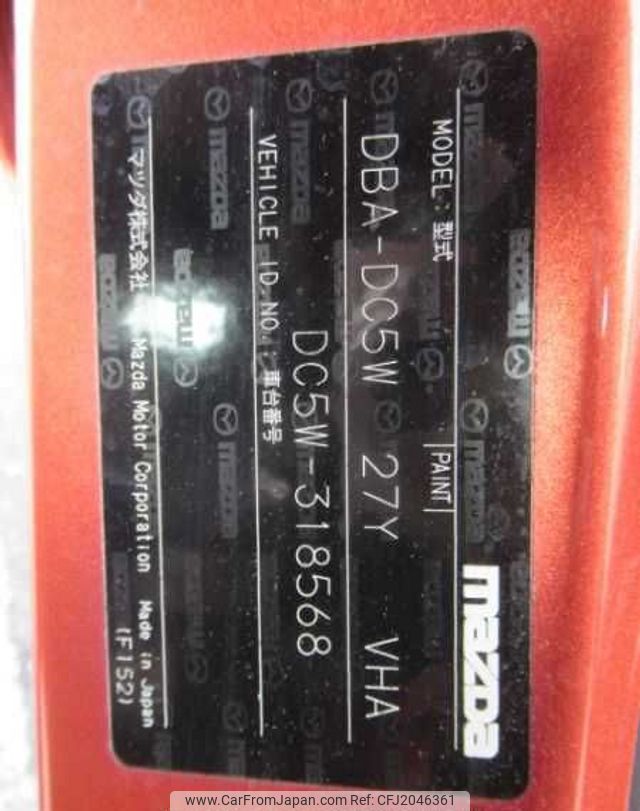 mazda
MODEL: 型式 PAINT
DBA-DC5W 27Y VHA
VEHICLE ID NO. 車台番号
DC5W-318568
マツダ株式会社 Mazda Motor Corporation Made in Japan
(F152)
www.CarFromJapan.com Ref: CFJ2046361